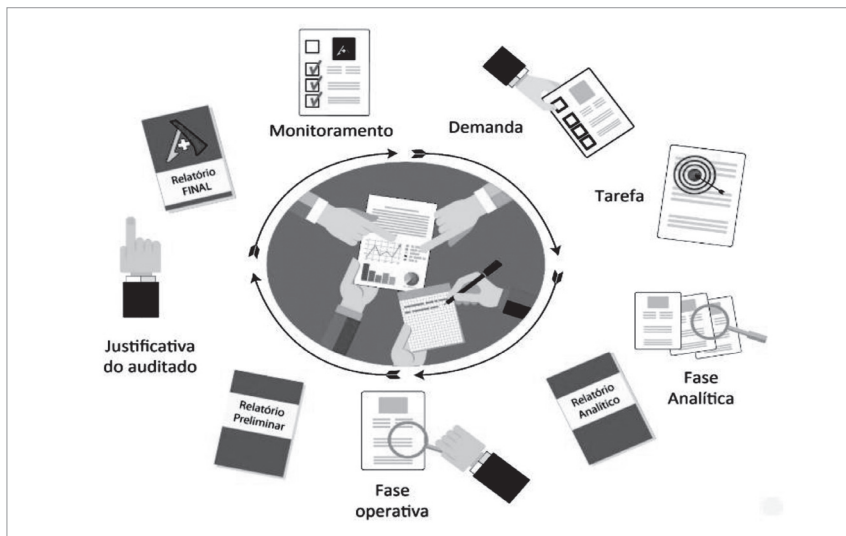 Monitoramento
Demanda
Tarefa
Fase
Analítica
Relatório
Analítico
Fase
operativa
Relatório
Preliminar
Justificativa
do auditado
Relatório
FINAL